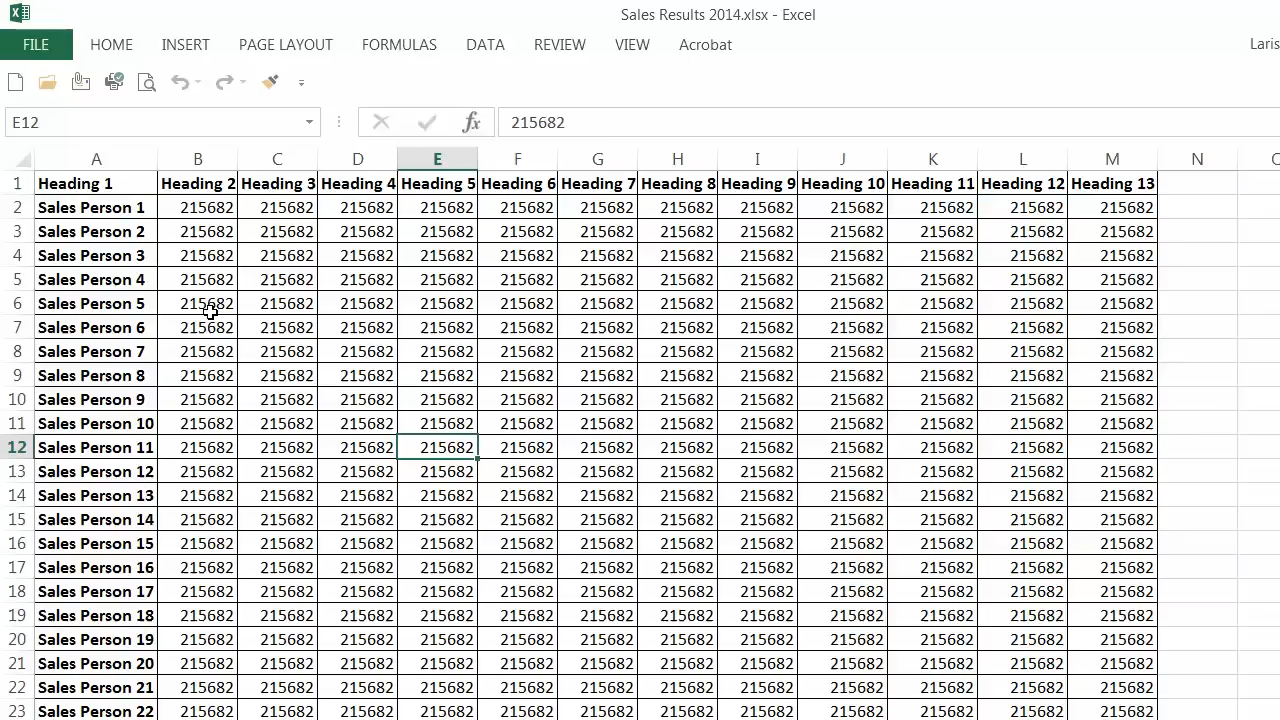 Sales Results 2014.xlsx - Excel
FILE HOME INSERT PAGE LAYOUT FORMULAS DATA REVIEW VIEW Acrobat Laris
E12 fx 215682
A B C D E F G H I J K L M N
1 Heading 1 Heading 2 Heading 3 Heading 4 Heading 5 Heading 6 Heading 7 Heading 8 Heading 9 Heading 10 Heading 11 Heading 12 Heading 13
2 Sales Person 1 215682 215682 215682 215682 215682 215682 215682 215682 215682 215682 215682 215682
3 Sales Person 2 215682 215682 215682 215682 215682 215682 215682 215682 215682 215682 215682 215682
4 Sales Person 3 215682 215682 215682 215682 215682 215682 215682 215682 215682 215682 215682 215682
5 Sales Person 4 215682 215682 215682 215682 215682 215682 215682 215682 215682 215682 215682 215682
6 Sales Person 5 215682 215682 215682 215682 215682 215682 215682 215682 215682 215682 215682 215682
7 Sales Person 6 215682 215682 215682 215682 215682 215682 215682 215682 215682 215682 215682 215682
8 Sales Person 7 215682 215682 215682 215682 215682 215682 215682 215682 215682 215682 215682 215682
9 Sales Person 8 215682 215682 215682 215682 215682 215682 215682 215682 215682 215682 215682 215682
10 Sales Person 9 215682 215682 215682 215682 215682 215682 215682 215682 215682 215682 215682 215682
11 Sales Person 10 215682 215682 215682 215682 215682 215682 215682 215682 215682 215682 215682 215682
12 Sales Person 11 215682 215682 215682 215682 215682 215682 215682 215682 215682 215682 215682 215682
13 Sales Person 12 215682 215682 215682 215682 215682 215682 215682 215682 215682 215682 215682 215682
14 Sales Person 13 215682 215682 215682 215682 215682 215682 215682 215682 215682 215682 215682 215682
15 Sales Person 14 215682 215682 215682 215682 215682 215682 215682 215682 215682 215682 215682 215682
16 Sales Person 15 215682 215682 215682 215682 215682 215682 215682 215682 215682 215682 215682 215682
17 Sales Person 16 215682 215682 215682 215682 215682 215682 215682 215682 215682 215682 215682 215682
18 Sales Person 17 215682 215682 215682 215682 215682 215682 215682 215682 215682 215682 215682 215682
19 Sales Person 18 215682 215682 215682 215682 215682 215682 215682 215682 215682 215682 215682 215682
20 Sales Person 19 215682 215682 215682 215682 215682 215682 215682 215682 215682 215682 215682 215682
21 Sales Person 20 215682 215682 215682 215682 215682 215682 215682 215682 215682 215682 215682 215682
22 Sales Person 21 215682 215682 215682 215682 215682 215682 215682 215682 215682 215682 215682 215682
23 Sales Person 22 215682 215682 215682 215682 215682 215682 215682 215682 215682 215682 215682 215682